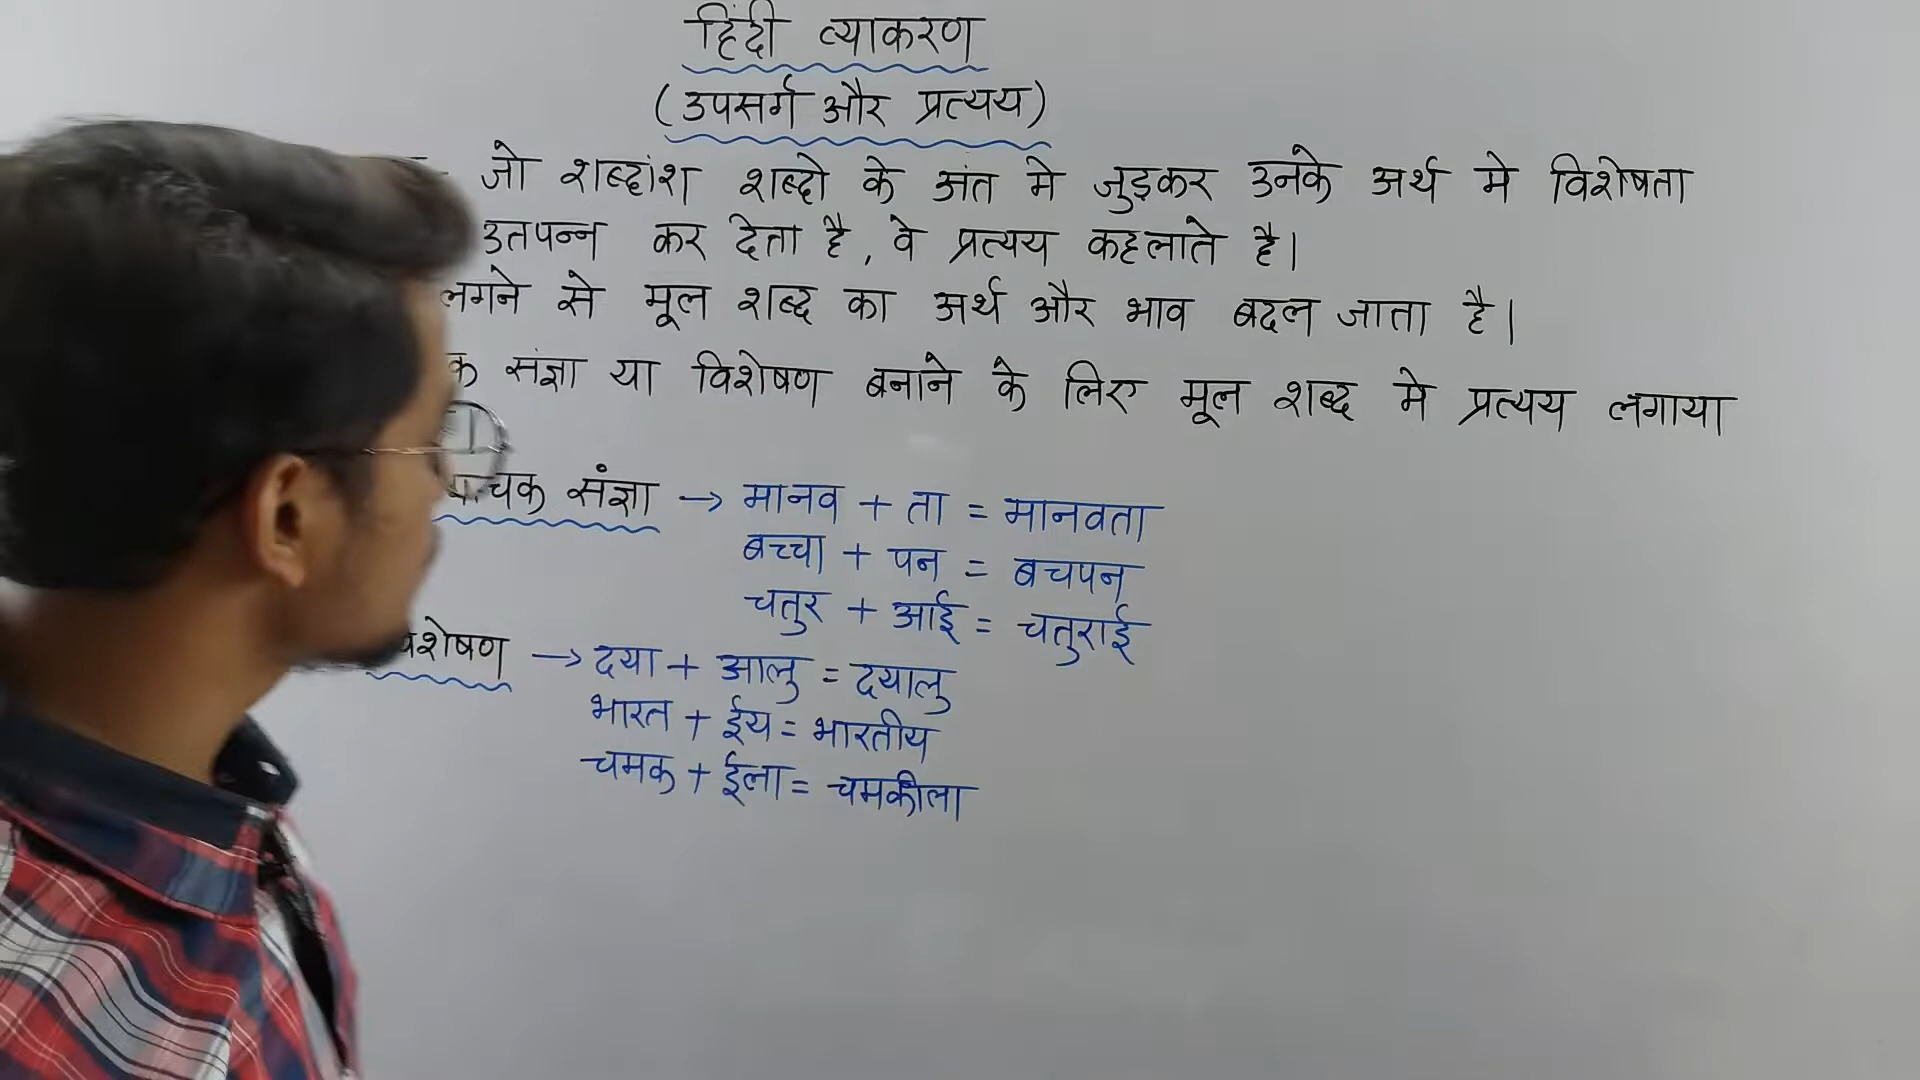 हिंदी व्याकरण
(उपसर्ग और प्रत्यय)
जो शब्दांश शब्दो के अंत मे जुड़कर उनके अर्थ मे विशेषता
उतपन्न कर देता है, वे प्रत्यय कहलाते है।
लगने से मूल शब्द का अर्थ और भाव बदल जाता है।
संज्ञा या विशेषण बनाने के लिए मूल शब्द मे प्रत्यय लगाया
संज्ञा → मानव + ता = मानवता
बच्चा + पन = बचपन
चतुर + आई = चतुराई
→ दया + आलु = दयालु
भारत + ईय = भारतीय
चमक + ईला = चमकीला